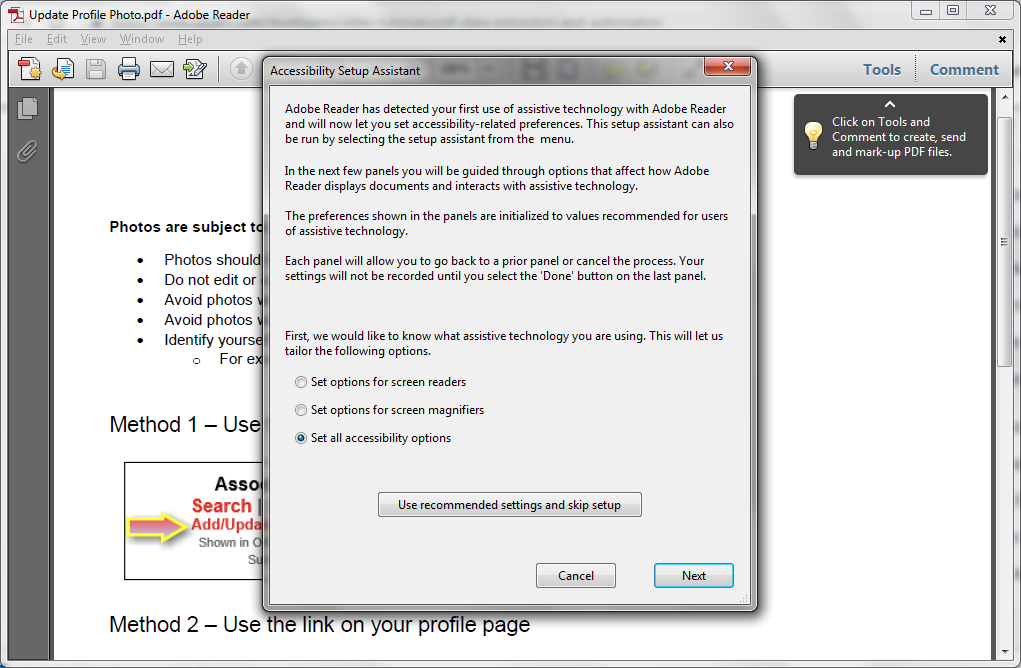 Update Profile Photo.pdf - Adobe Reader
File Edit View Window Help
Tools Comment
Click on Tools and
Comment to create, send
and mark-up PDF files.
Accessibility Setup Assistant
Adobe Reader has detected your first use of assistive technology with Adobe Reader
and will now let you set accessibility-related preferences. This setup assistant can also
be run by selecting the setup assistant from the  menu.
In the next few panels you will be guided through options that affect how Adobe
Reader displays documents and interacts with assistive technology.
The preferences shown in the panels are initialized to values recommended for users
of assistive technology.
Each panel will allow you to go back to a prior panel or cancel the process. Your
settings will not be recorded until you select the 'Done' button on the last panel.
First, we would like to know what assistive technology you are using. This will let us
tailor the following options.
Set options for screen readers
Set options for screen magnifiers
Set all accessibility options
Use recommended settings and skip setup
Cancel Next
Photos are subject to
Photos should
Do not edit or
Avoid photos
Avoid photos
Identify yourse
o For ex
Method 1 – Use
Asso
Search |
Add/Upda
Shown in O
Su
Method 2 – Use the link on your profile page